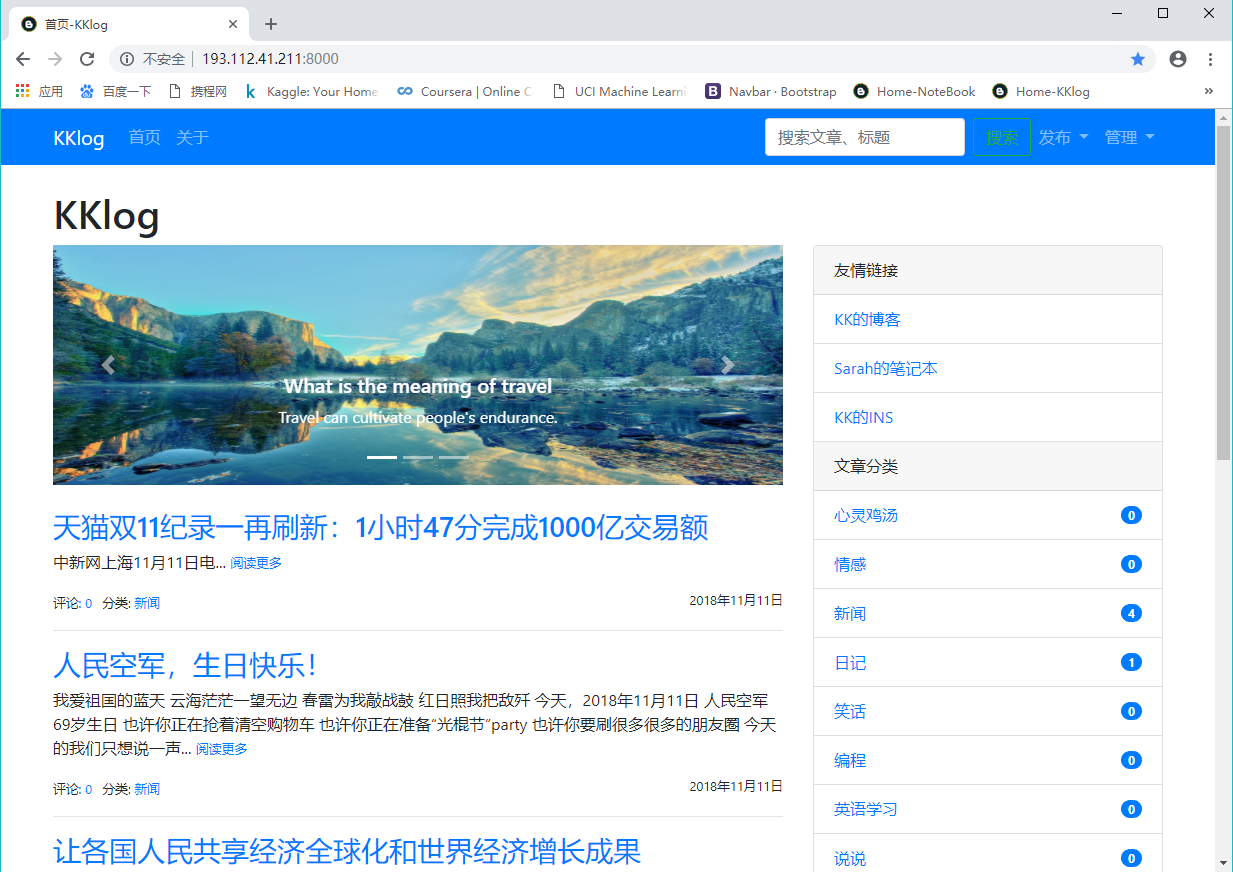 首页-KKlog
不安全 193.112.41.211:8000
应用 百度一下 携程网 Kaggle: Your Home Coursera | Online C UCI Machine Learni Navbar · Bootstrap Home-NoteBook Home-KKlog »
KKlog 首页 关于 搜索文章、标题 搜索 发布 管理
KKlog
What is the meaning of travel
Travel can cultivate people's endurance.
天猫双11纪录一再刷新：1小时47分完成1000亿交易额
中新网上海11月11日电... 阅读更多
评论: 0 分类: 新闻 2018年11月11日
人民空军，生日快乐！
我爱祖国的蓝天 云海茫茫一望无边 春雷为我敲战鼓 红日照我把敌歼 今天，2018年11月11日 人民空军
69岁生日 也许你正在抢着清空购物车 也许你正在准备“光棍节”party 也许你要刷很多很多的朋友圈 今天
的我们只想说一声... 阅读更多
评论: 0 分类: 新闻 2018年11月11日
让各国人民共享经济全球化和世界经济增长成果
友情链接
KK的博客
Sarah的笔记本
KK的INS
文章分类
心灵鸡汤 0
情感 0
新闻 4
日记 1
笑话 0
编程 0
英语学习 0
说说 0